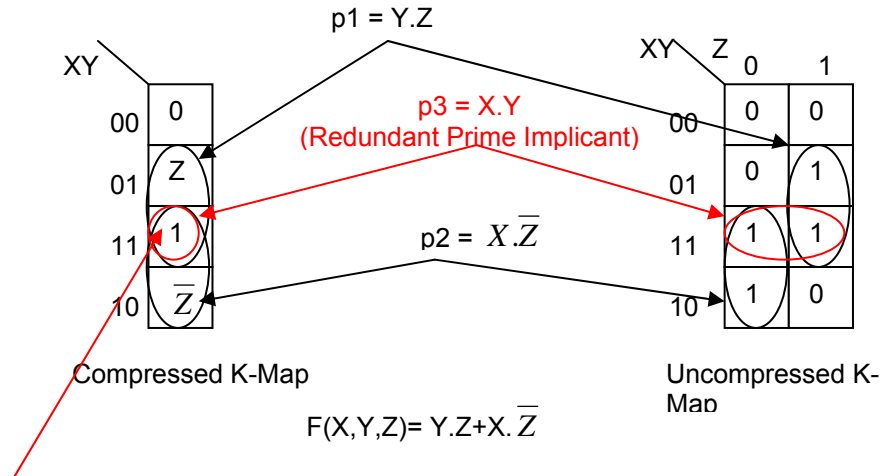 p1 = Y.Z
XY
0
00
Z
01
1
11
Z̅
10
Compressed K-Map
p3 = X.Y
(Redundant Prime Implicant)
p2 = X.Z̅
XY Z 0 1
00 0 0
01 0 1
11 1 1
10 1 0
Uncompressed K-
Map
F(X,Y,Z)= Y.Z+X. Z̅